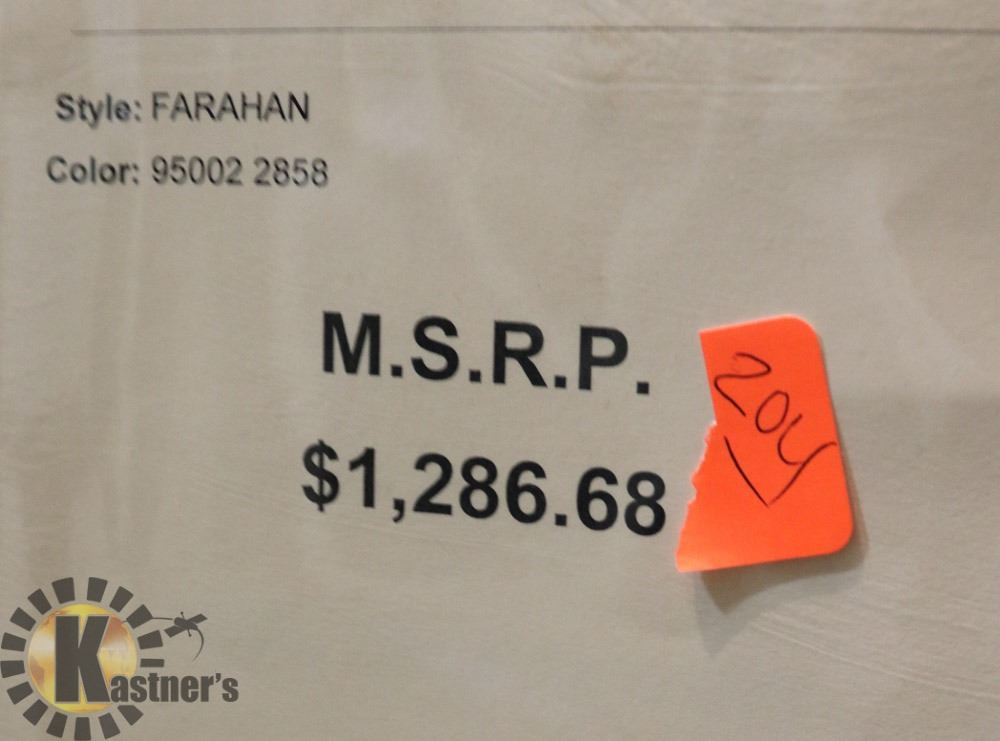 Style: FARAHAN
Color: 95002 2858
M.S.R.P.
$1,286.68
204
Kastner's